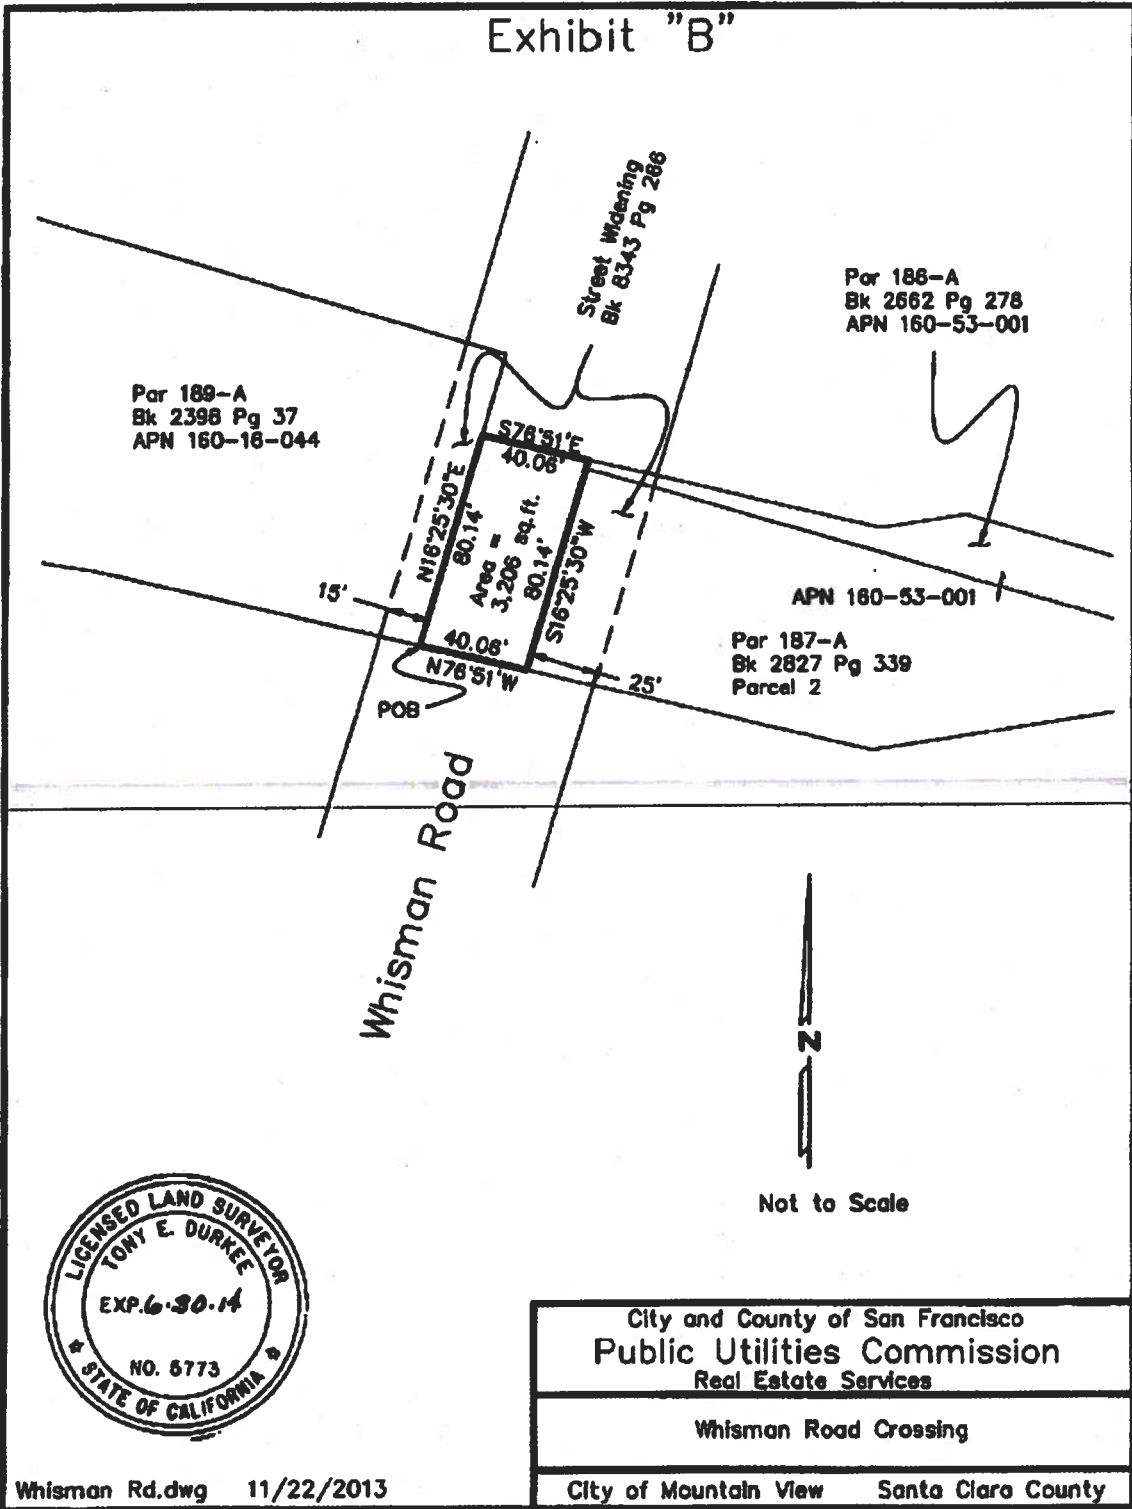 Exhibit "B"
Street Widening
Bk 8343 Pg 266
Par 186-A
Bk 2662 Pg 278
APN 160-53-001
Par 189-A
Bk 2398 Pg 37
APN 160-16-044
S76°51'E
40.06'
N16°25'30"E
80.14'
Area =
3,206 sq.ft.
80.14'
S16°25'30"W
15'
40.06'
N76°51'W
25'
POB
APN 160-53-001
Par 187-A
Bk 2827 Pg 339
Parcel 2
Whisman Road
N
Not to Scale
LICENSED LAND SURVEYOR
TONY E. DURKEE
EXP. 6-30-14
NO. 5773
STATE OF CALIFORNIA
City and County of San Francisco
Public Utilities Commission
Real Estate Services
Whisman Road Crossing
City of Mountain View Santa Clara County
Whisman Rd.dwg 11/22/2013